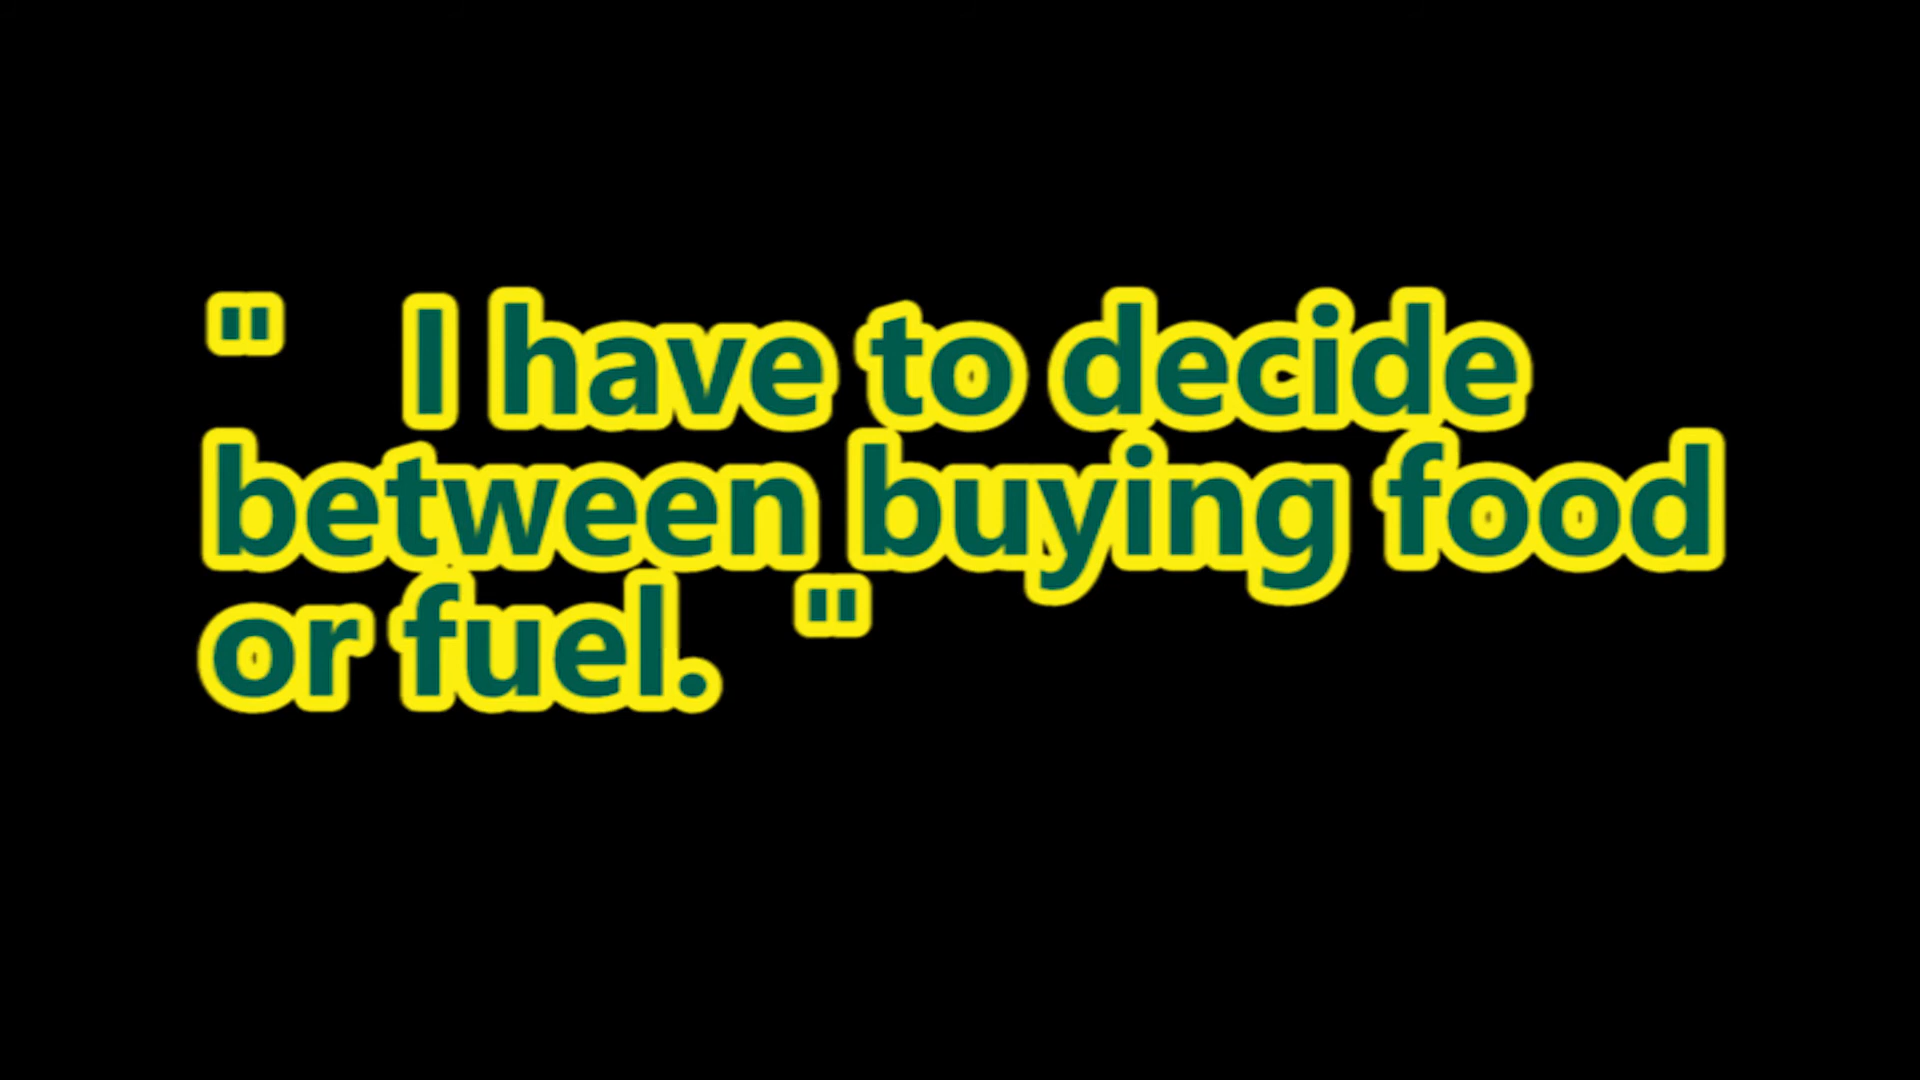 " I have to decide
between buying food
or fuel. "